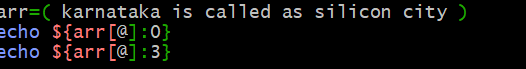 arr=( karnataka is called as silicon city )
echo ${arr[@]:0}
echo ${arr[@]:3}